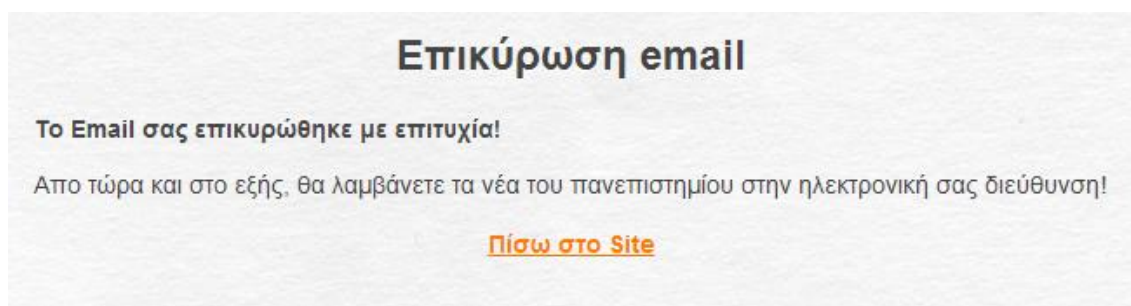 Επικύρωση email
Το Email σας επικυρώθηκε με επιτυχία!
Απο τώρα και στο εξής, θα λαμβάνετε τα νέα του πανεπιστημίου στην ηλεκτρονική σας διεύθυνση!
Πίσω στο Site